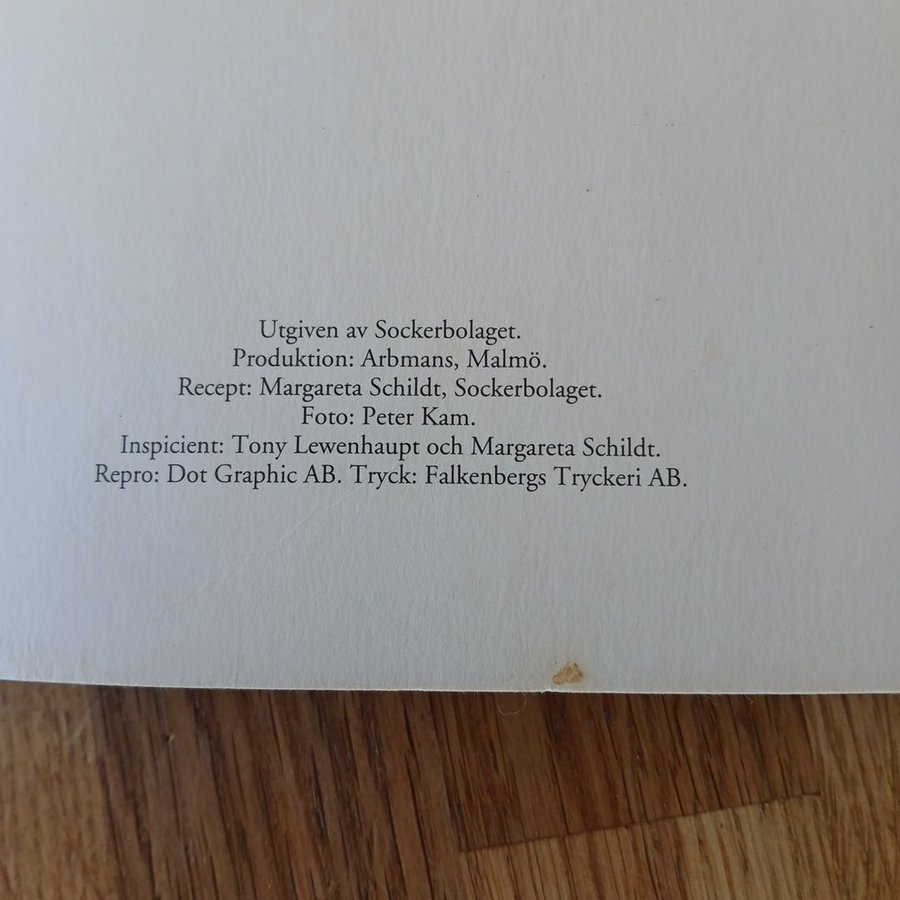 Utgiven av Sockerbolaget.
Produktion: Arbmans, Malmö.
Recept: Margareta Schildt, Sockerbolaget.
Foto: Peter Kam.
Inspicient: Tony Lewenhaupt och Margareta Schildt.
Repro: Dot Graphic AB. Tryck: Falkenbergs Tryckeri AB.